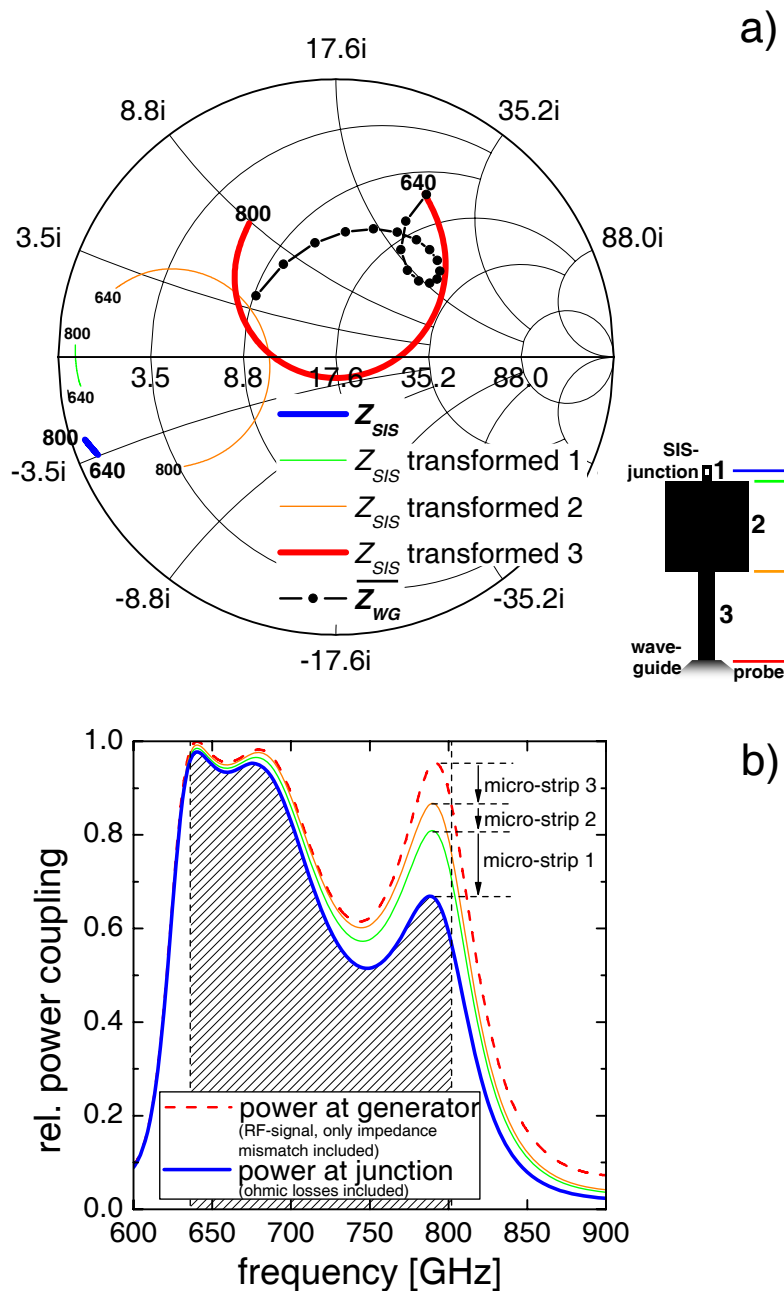 a)
17.6i
8.8i
35.2i
3.5i
88.0i
640
800
640
800
640
3.5
8.8
17.6
35.2
88.0
800
640
800
-3.5i
-8.8i
-35.2i
-17.6i
Z_SIS
Z_SIS transformed 1
Z_SIS transformed 2
Z_SIS transformed 3
Z_WG
SIS-
junction
1
2
3
wave-
guide
probe
b)
1.0
0.8
0.6
0.4
0.2
0.0
rel. power coupling
micro-strip 3
micro-strip 2
micro-strip 1
power at generator
(RF-signal, only impedance
mismatch included)
power at junction
(ohmic losses included)
600 650 700 750 800 850 900
frequency [GHz]